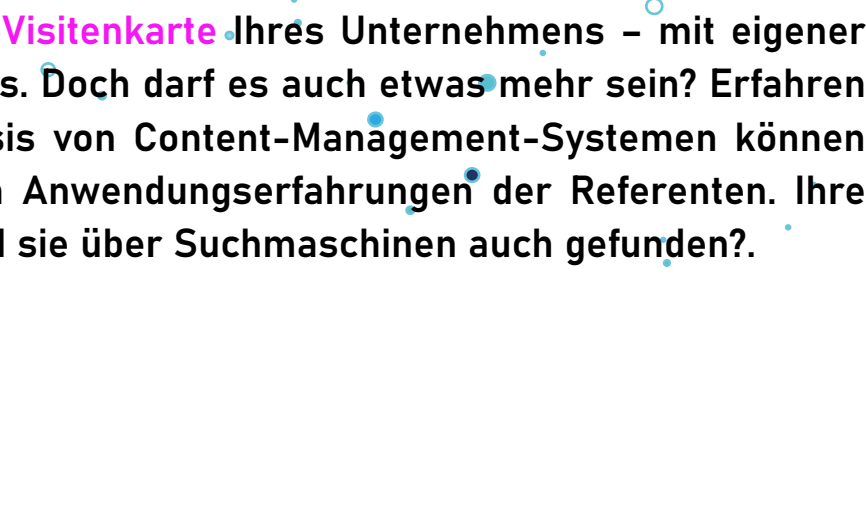 Visitenkarte Ihres Unternehmens – mit eigener
s. Doch darf es auch etwas mehr sein? Erfahren
sis von Content-Management-Systemen können
Anwendungserfahrungen der Referenten. Ihre
sie über Suchmaschinen auch gefunden?.